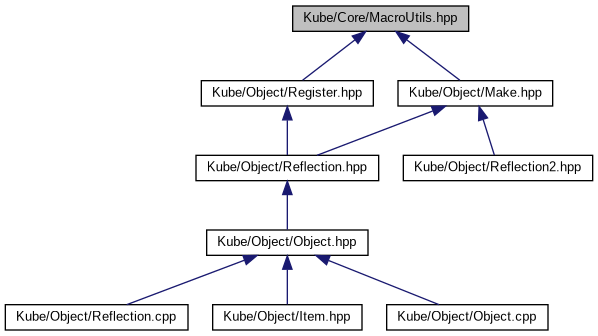 Kube/Core/MacroUtils.hpp
Kube/Object/Register.hpp
Kube/Object/Make.hpp
Kube/Object/Reflection.hpp
Kube/Object/Reflection2.hpp
Kube/Object/Object.hpp
Kube/Object/Reflection.cpp
Kube/Object/Item.hpp
Kube/Object/Object.cpp